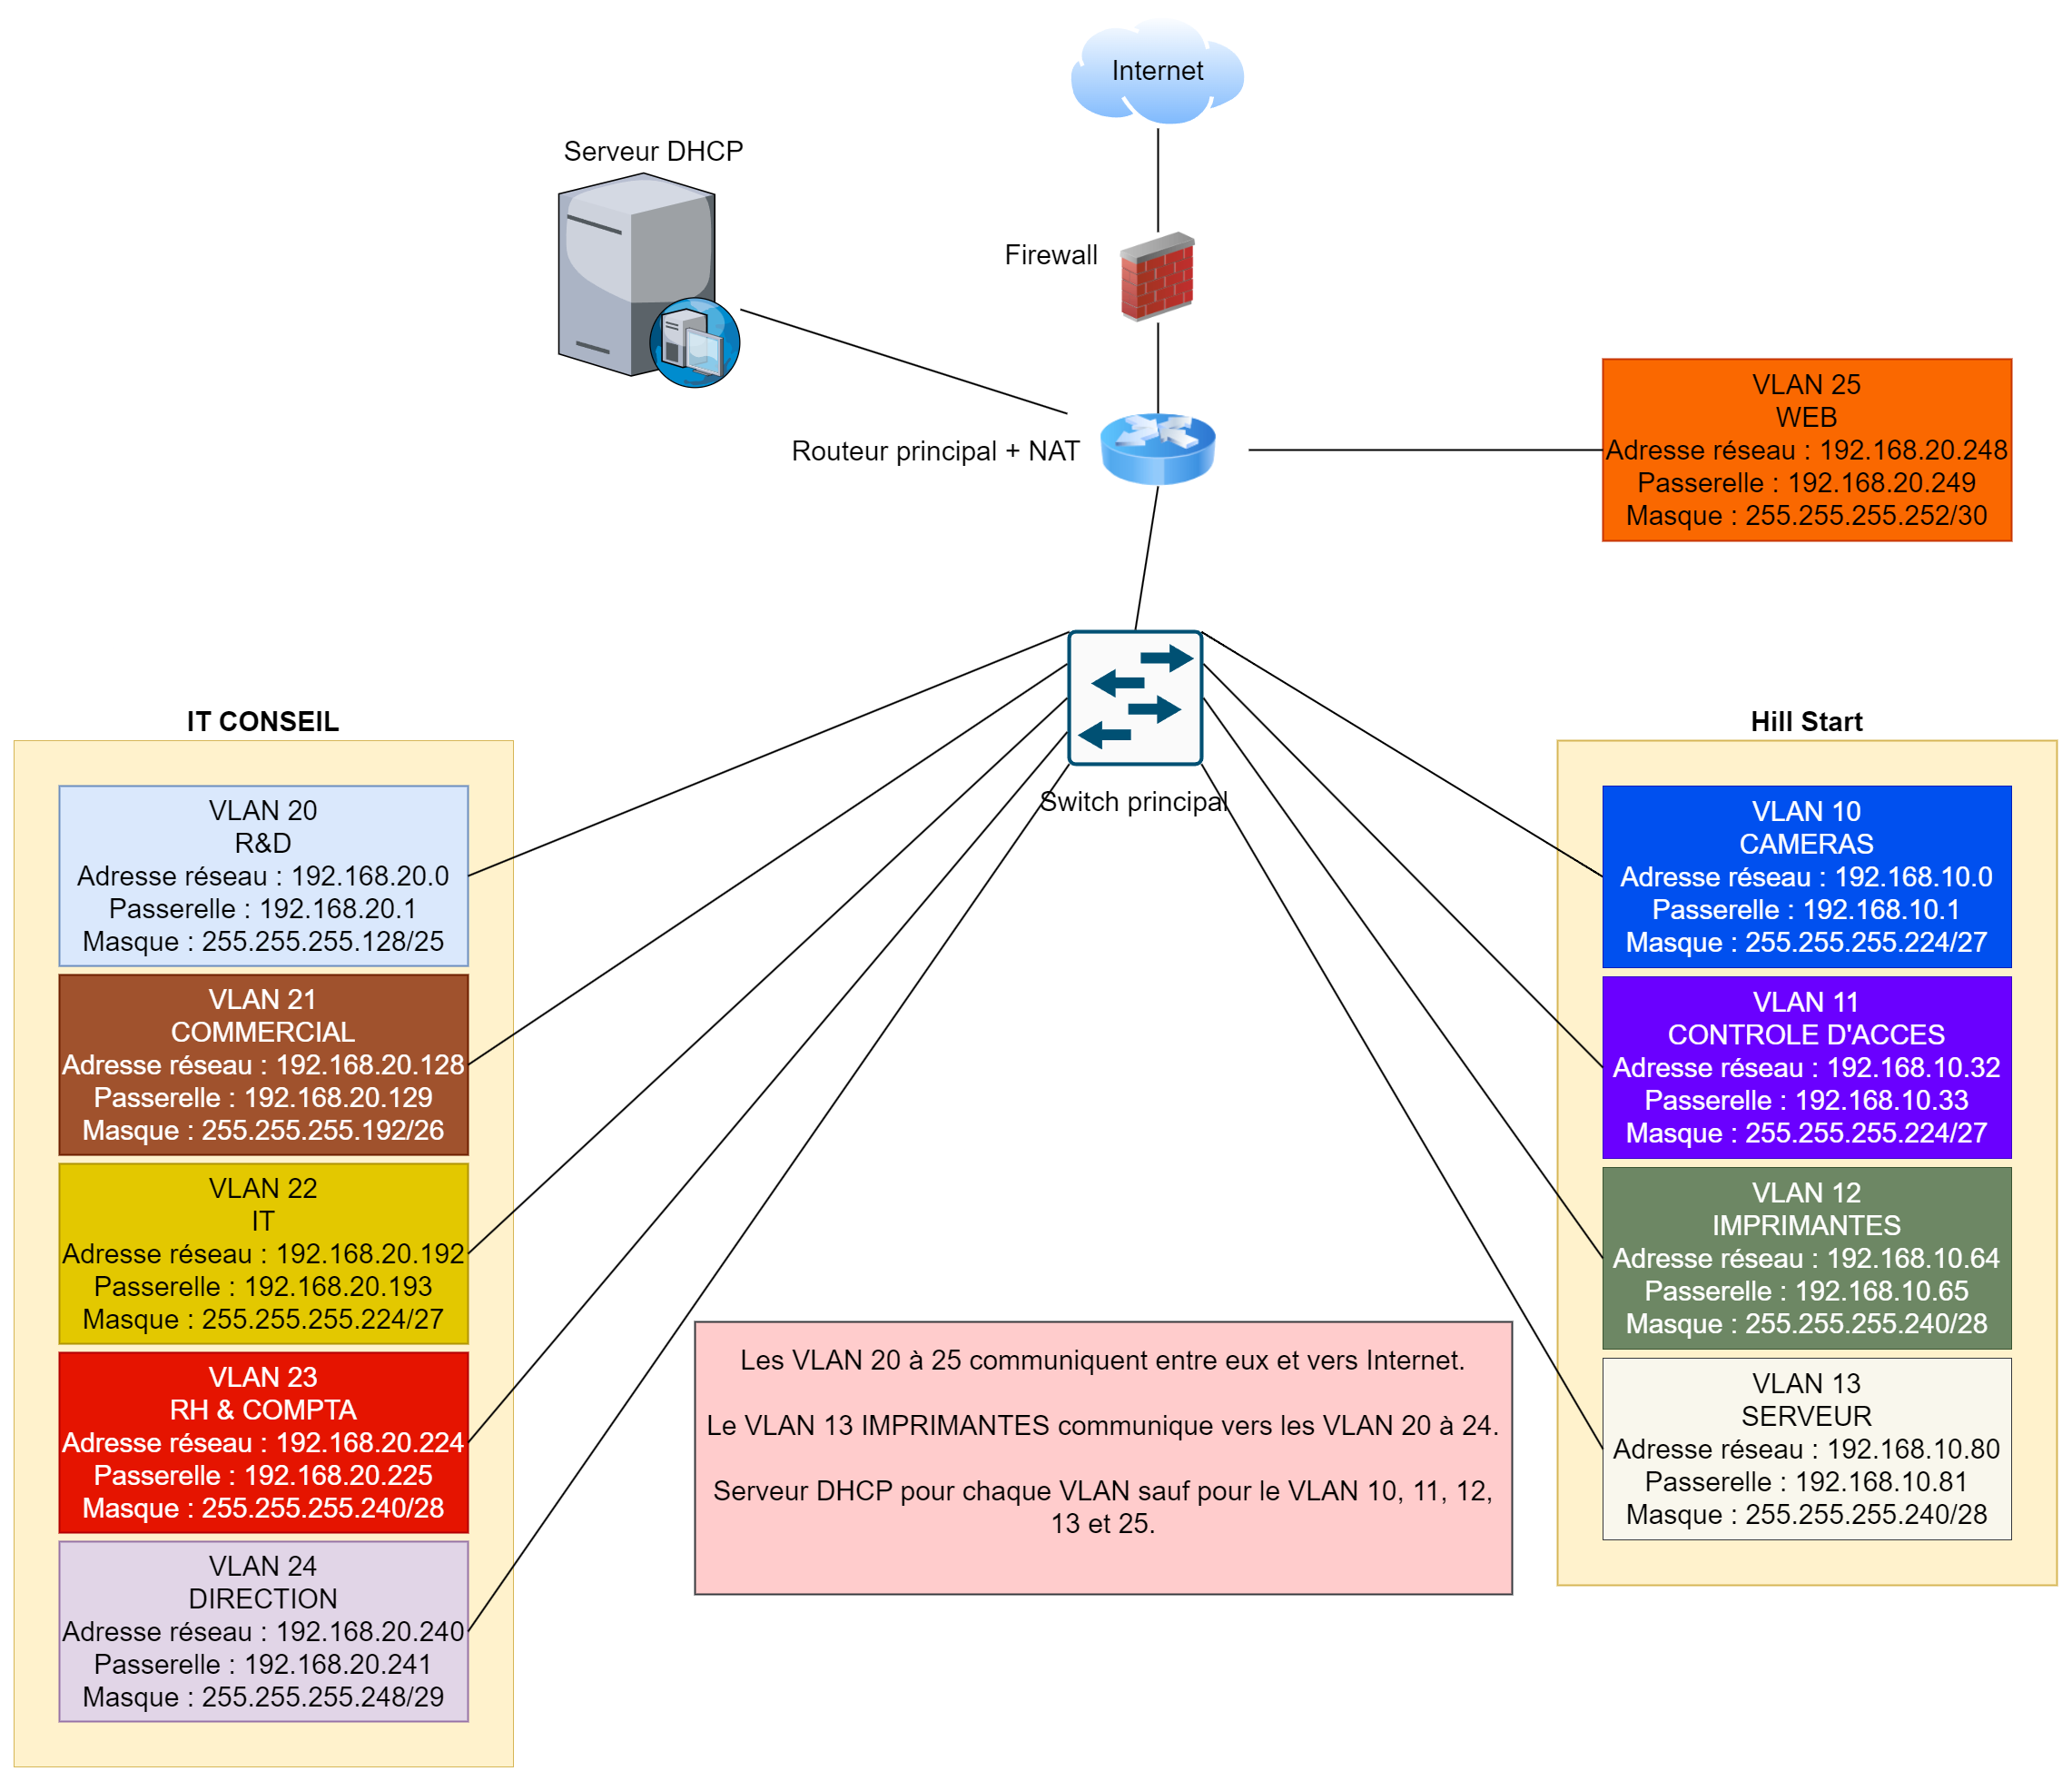 Internet
Serveur DHCP
Firewall
Routeur principal + NAT
VLAN 25
WEB
Adresse réseau : 192.168.20.248
Passerelle : 192.168.20.249
Masque : 255.255.255.252/30
Switch principal
IT CONSEIL
VLAN 20
R&D
Adresse réseau : 192.168.20.0
Passerelle : 192.168.20.1
Masque : 255.255.255.128/25
VLAN 21
COMMERCIAL
Adresse réseau : 192.168.20.128
Passerelle : 192.168.20.129
Masque : 255.255.255.192/26
VLAN 22
IT
Adresse réseau : 192.168.20.192
Passerelle : 192.168.20.193
Masque : 255.255.255.224/27
VLAN 23
RH & COMPTA
Adresse réseau : 192.168.20.224
Passerelle : 192.168.20.225
Masque : 255.255.255.240/28
VLAN 24
DIRECTION
Adresse réseau : 192.168.20.240
Passerelle : 192.168.20.241
Masque : 255.255.255.248/29
Hill Start
VLAN 10
CAMERAS
Adresse réseau : 192.168.10.0
Passerelle : 192.168.10.1
Masque : 255.255.255.224/27
VLAN 11
CONTROLE D'ACCES
Adresse réseau : 192.168.10.32
Passerelle : 192.168.10.33
Masque : 255.255.255.224/27
VLAN 12
IMPRIMANTES
Adresse réseau : 192.168.10.64
Passerelle : 192.168.10.65
Masque : 255.255.255.240/28
VLAN 13
SERVEUR
Adresse réseau : 192.168.10.80
Passerelle : 192.168.10.81
Masque : 255.255.255.240/28
Les VLAN 20 à 25 communiquent entre eux et vers Internet.
Le VLAN 13 IMPRIMANTES communique vers les VLAN 20 à 24.
Serveur DHCP pour chaque VLAN sauf pour le VLAN 10, 11, 12,
13 et 25.